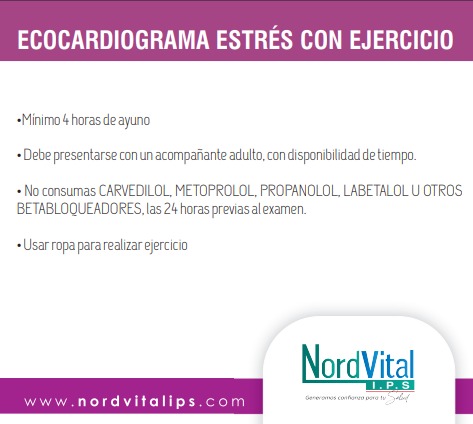 ECOCARDIOGRAMA ESTRÉS CON EJERCICIO
•Mínimo 4 horas de ayuno
• Debe presentarse con un acompañante adulto, con disponibilidad de tiempo.
• No consumas CARVEDILOL, METOPROLOL, PROPANOLOL, LABETALOL U OTROS
BETABLOQUEADORES, las 24 horas previas al examen.
• Usar ropa para realizar ejercicio
NordVital
I.P.S
Generamos confianza para tu Salud
www.nordvitalips.com